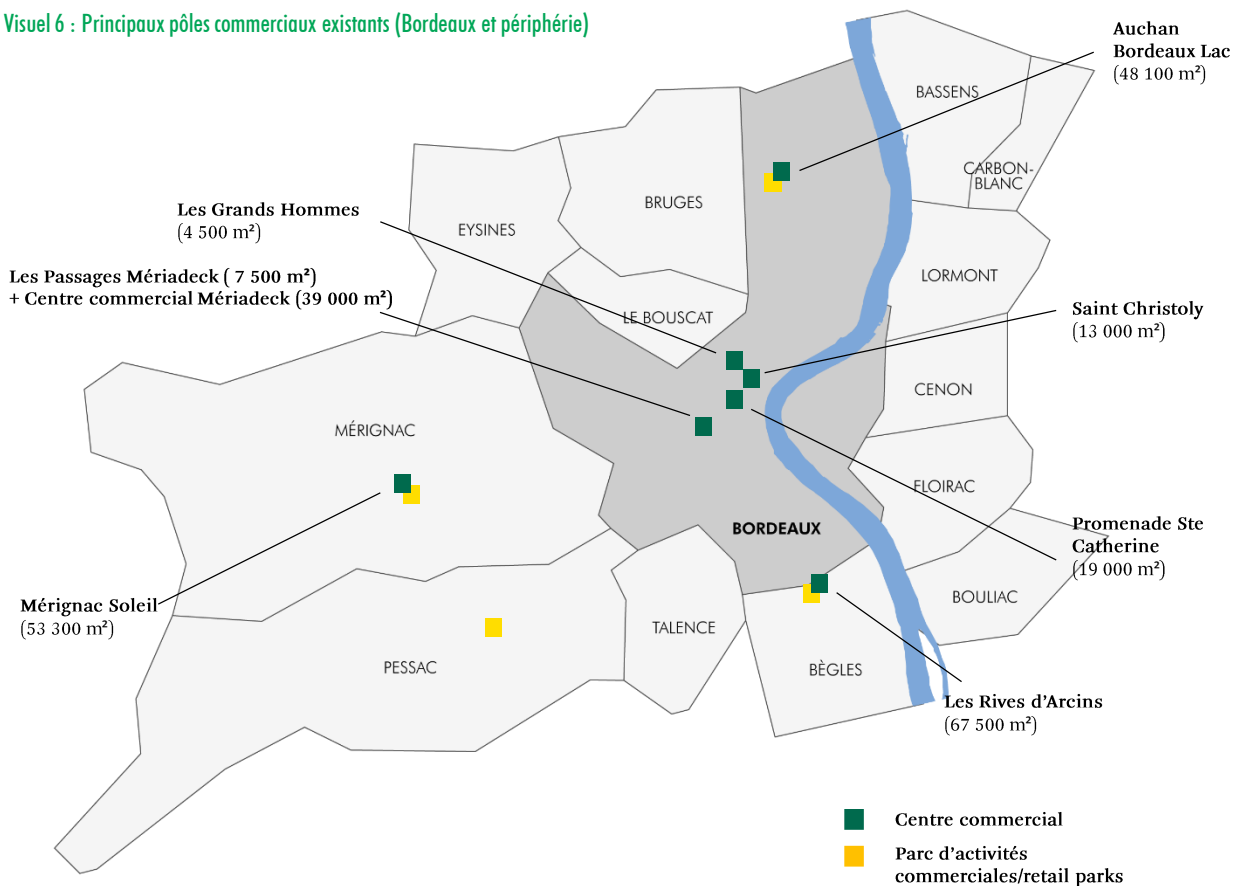 Visuel 6 : Principaux pôles commerciaux existants (Bordeaux et périphérie)
Auchan
Bordeaux Lac
(48 100 m²)
BASSENS
CARBON-
BLANC
BRUGES
Les Grands Hommes
(4 500 m²)
EYSINES
LORMONT
Les Passages Mériadeck ( 7 500 m²)
+ Centre commercial Mériadeck (39 000 m²)
LE BOUSCAT
Saint Christoly
(13 000 m²)
CENON
MÉRIGNAC
FLOIRAC
BORDEAUX
Promenade Ste
Catherine
(19 000 m²)
BOULIAC
Mérignac Soleil
(53 300 m²)
TALENCE
PESSAC
BÈGLES
Les Rives d'Arcins
(67 500 m²)
Centre commercial
Parc d'activités
commerciales/retail parks